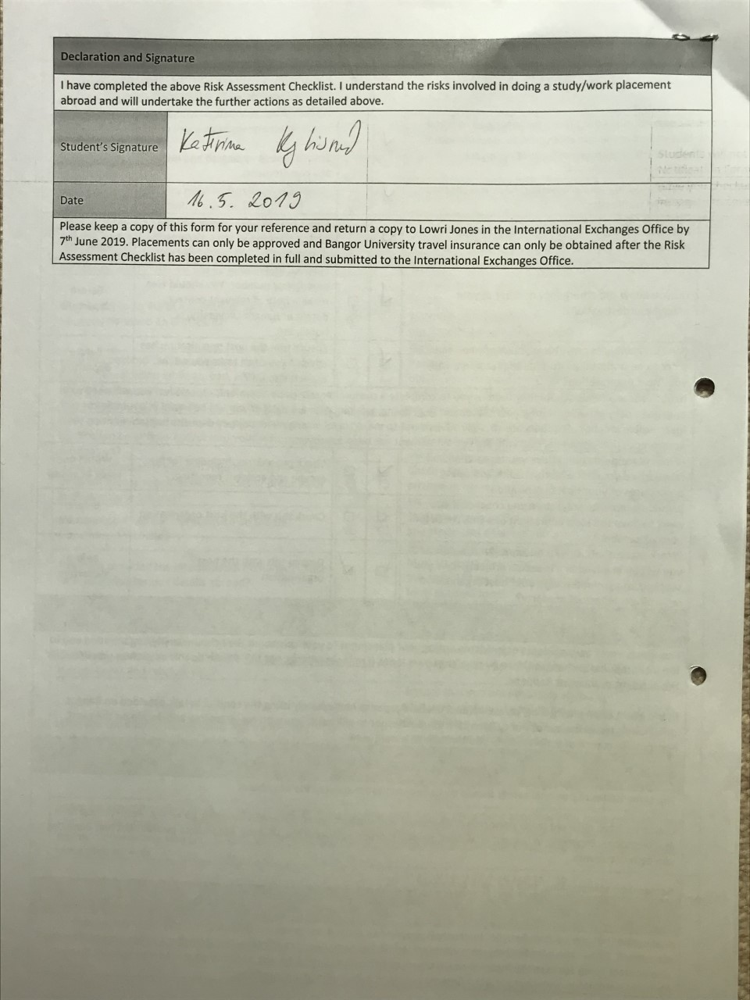 Declaration and Signature
I have completed the above Risk Assessment Checklist. I understand the risks involved in doing a study/work placement
abroad and will undertake the further actions as detailed above.
Student's Signature Katerina
Date 16.5. 2019
Please keep a copy of this form for your reference and return a copy to Lowri Jones in the International Exchanges Office by
7th June 2019. Placements can only be approved and Bangor University travel insurance can only be obtained after the Risk
Assessment Checklist has been completed in full and submitted to the International Exchanges Office.